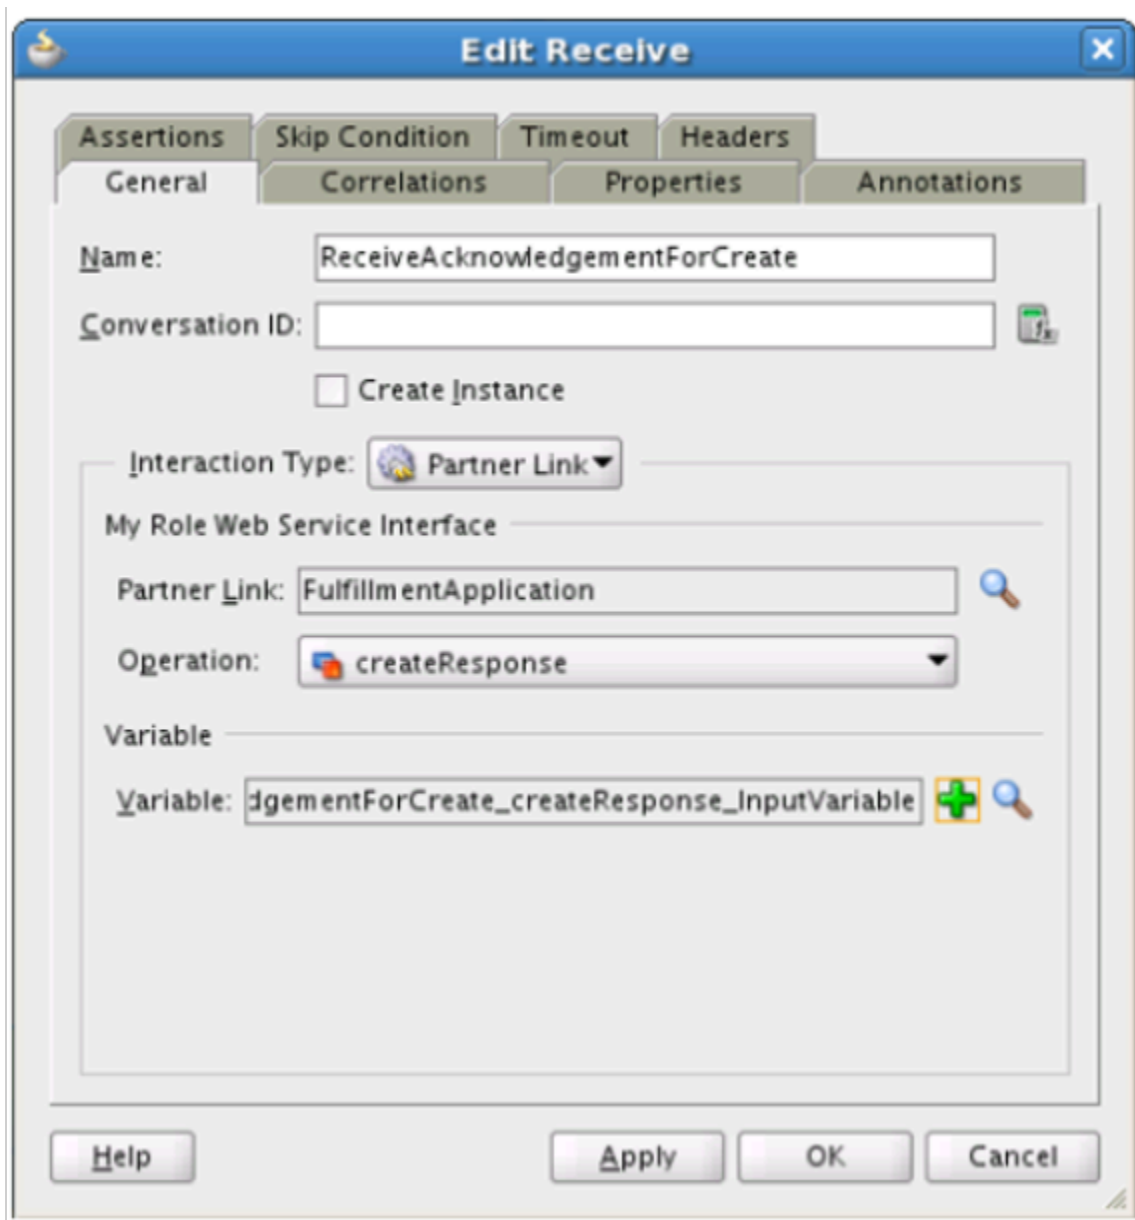 Edit Receive
Assertions Skip Condition Timeout Headers
General Correlations Properties Annotations
Name: ReceiveAcknowledgementForCreate
Conversation ID:
Create Instance
Interaction Type: Partner Link
My Role Web Service Interface
Partner Link: FulfillmentApplication
Operation: createResponse
Variable
Variable: dgementForCreate_createResponse_InputVariable
Help Apply OK Cancel